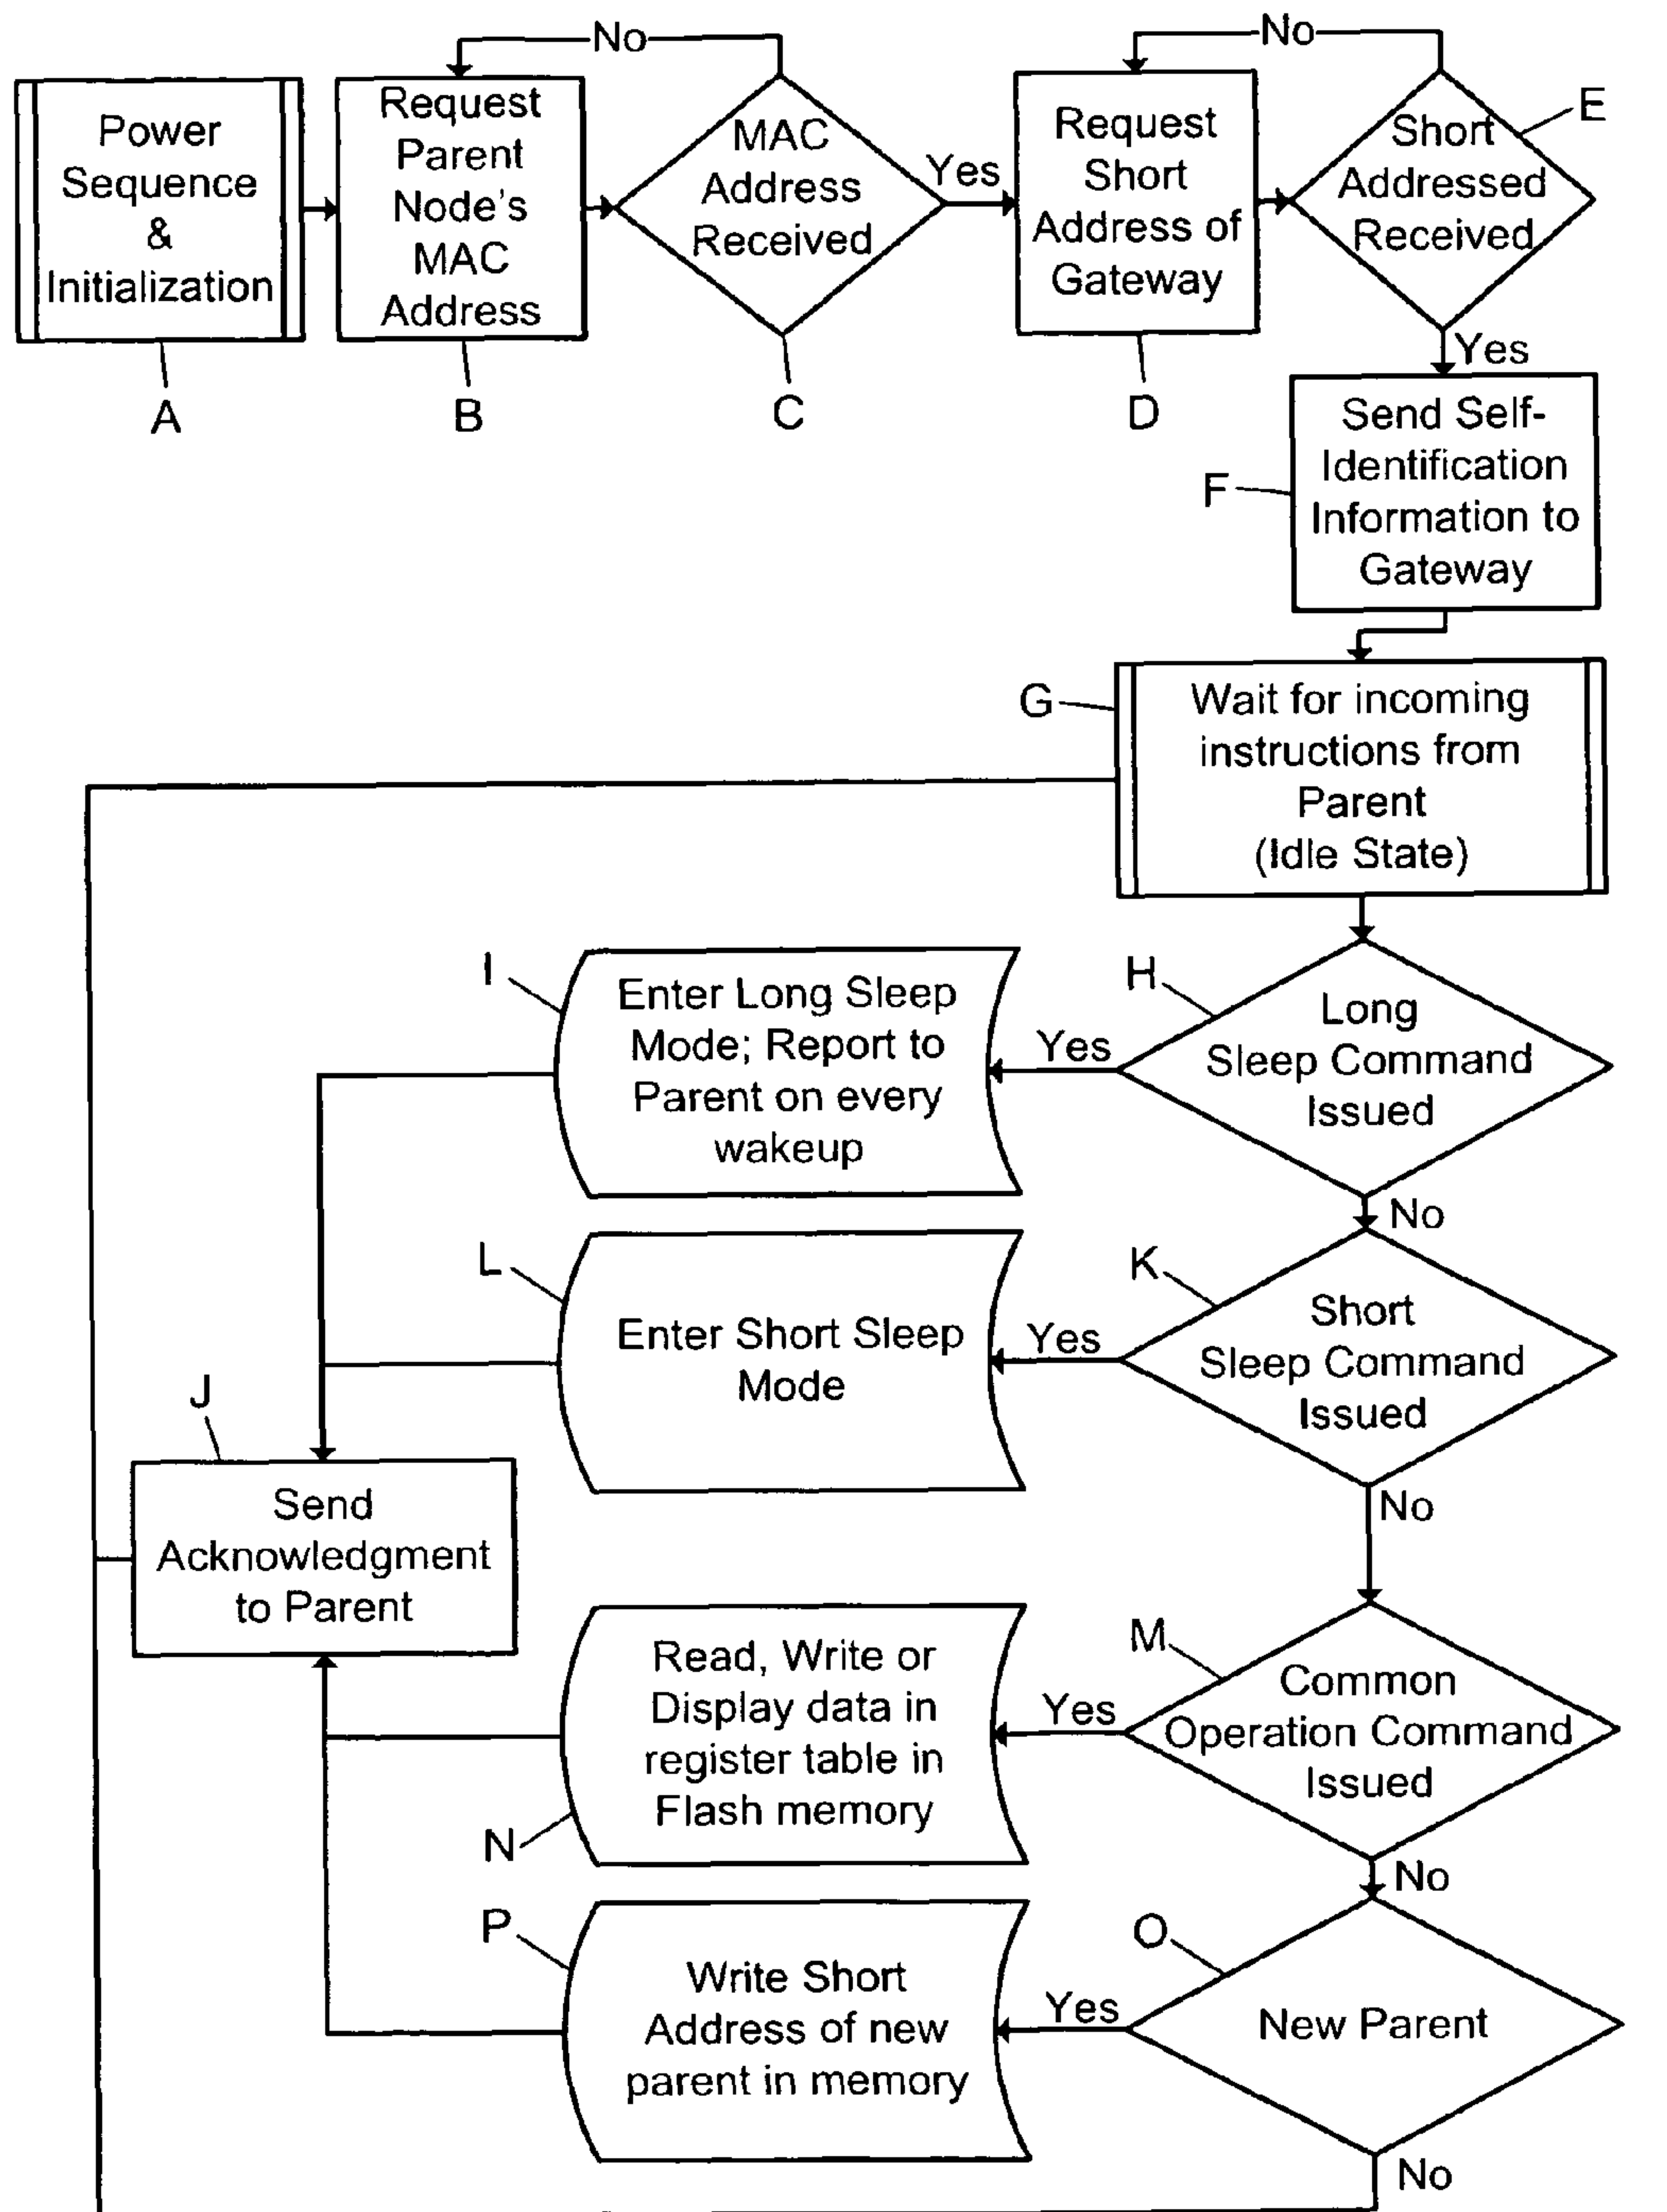 No
No
Power
Sequence
&
Initialization
A
Request
Parent
Node's
MAC
Address
B
MAC
Address
Received
C
Yes
Request
Short
Address of
Gateway
D
Short
Addressed
Received
E
Yes
Send Self-
Identification
Information to
Gateway
F
G
Wait for incoming
instructions from
Parent
(Idle State)
H
Long
Sleep Command
Issued
Yes
I
Enter Long Sleep
Mode; Report to
Parent on every
wakeup
No
K
Short
Sleep Command
Issued
Yes
L
Enter Short Sleep
Mode
J
Send
Acknowledgment
to Parent
No
M
Common
Operation Command
Issued
Yes
Read, Write or
Display data in
register table in
Flash memory
N
No
O
New Parent
Yes
P
Write Short
Address of new
parent in memory
No